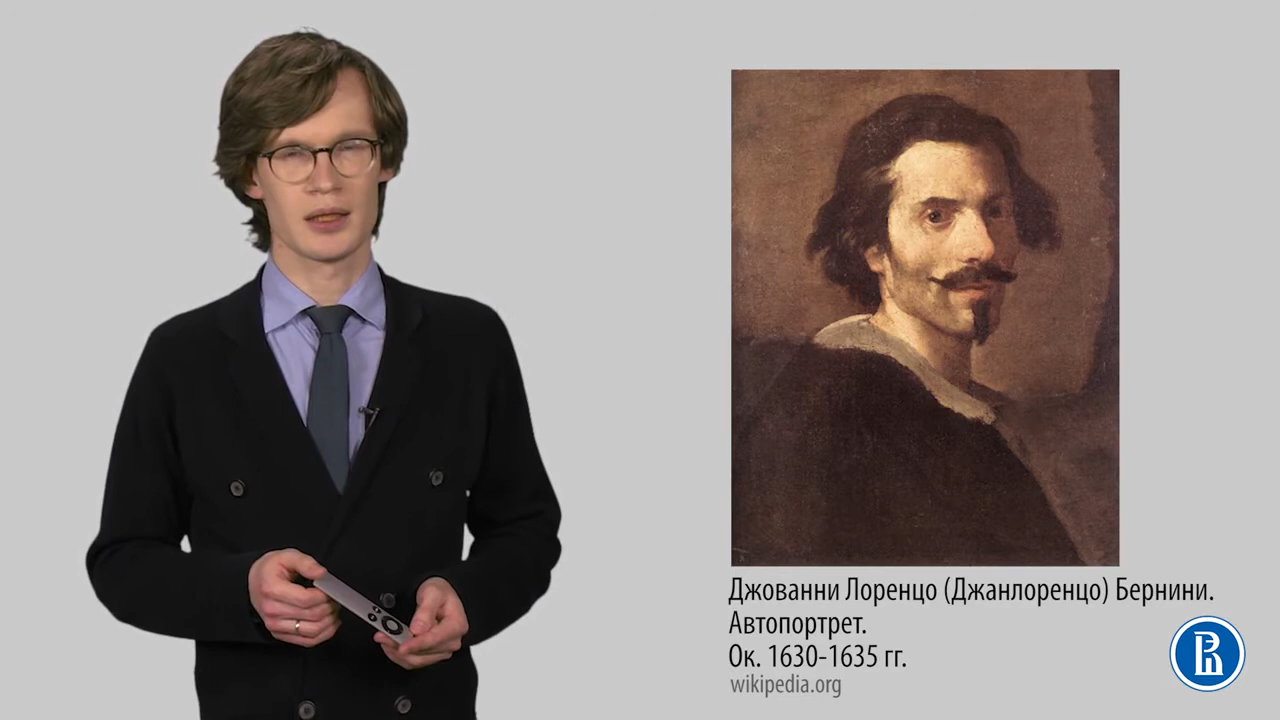 Джованни Лоренцо (Джанлоренцо) Бернини.
Автопортрет.
Ок. 1630-1635 гг.
wikipedia.org